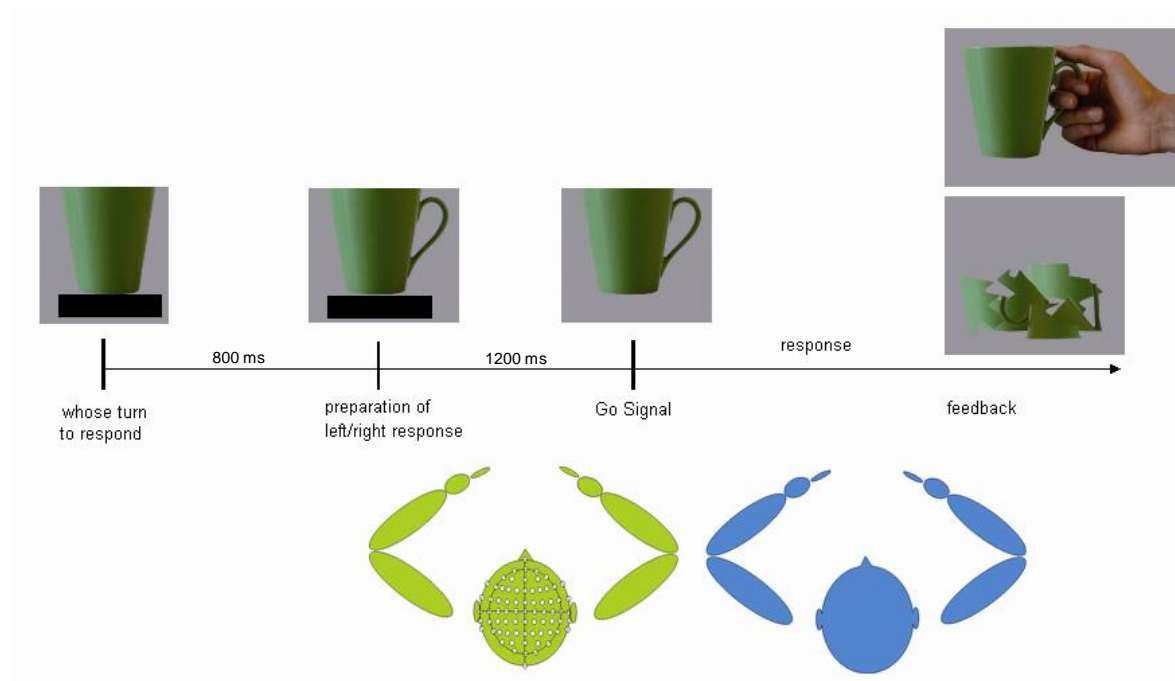 800 ms
1200 ms
response
whose turn
to respond
preparation of
left/right response
Go Signal
feedback